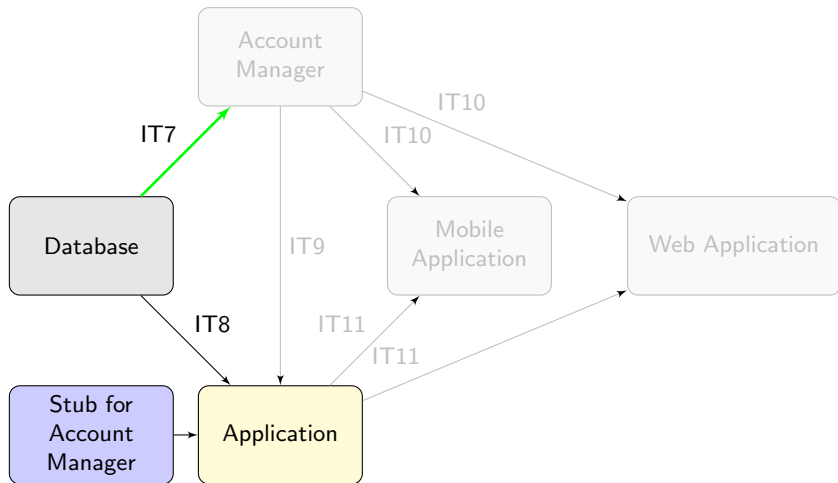 Account
Manager
IT10
IT7
IT10
Database
IT9
Mobile
Application
Web Application
IT8
IT11
IT11
Stub for
Account
Manager
Application